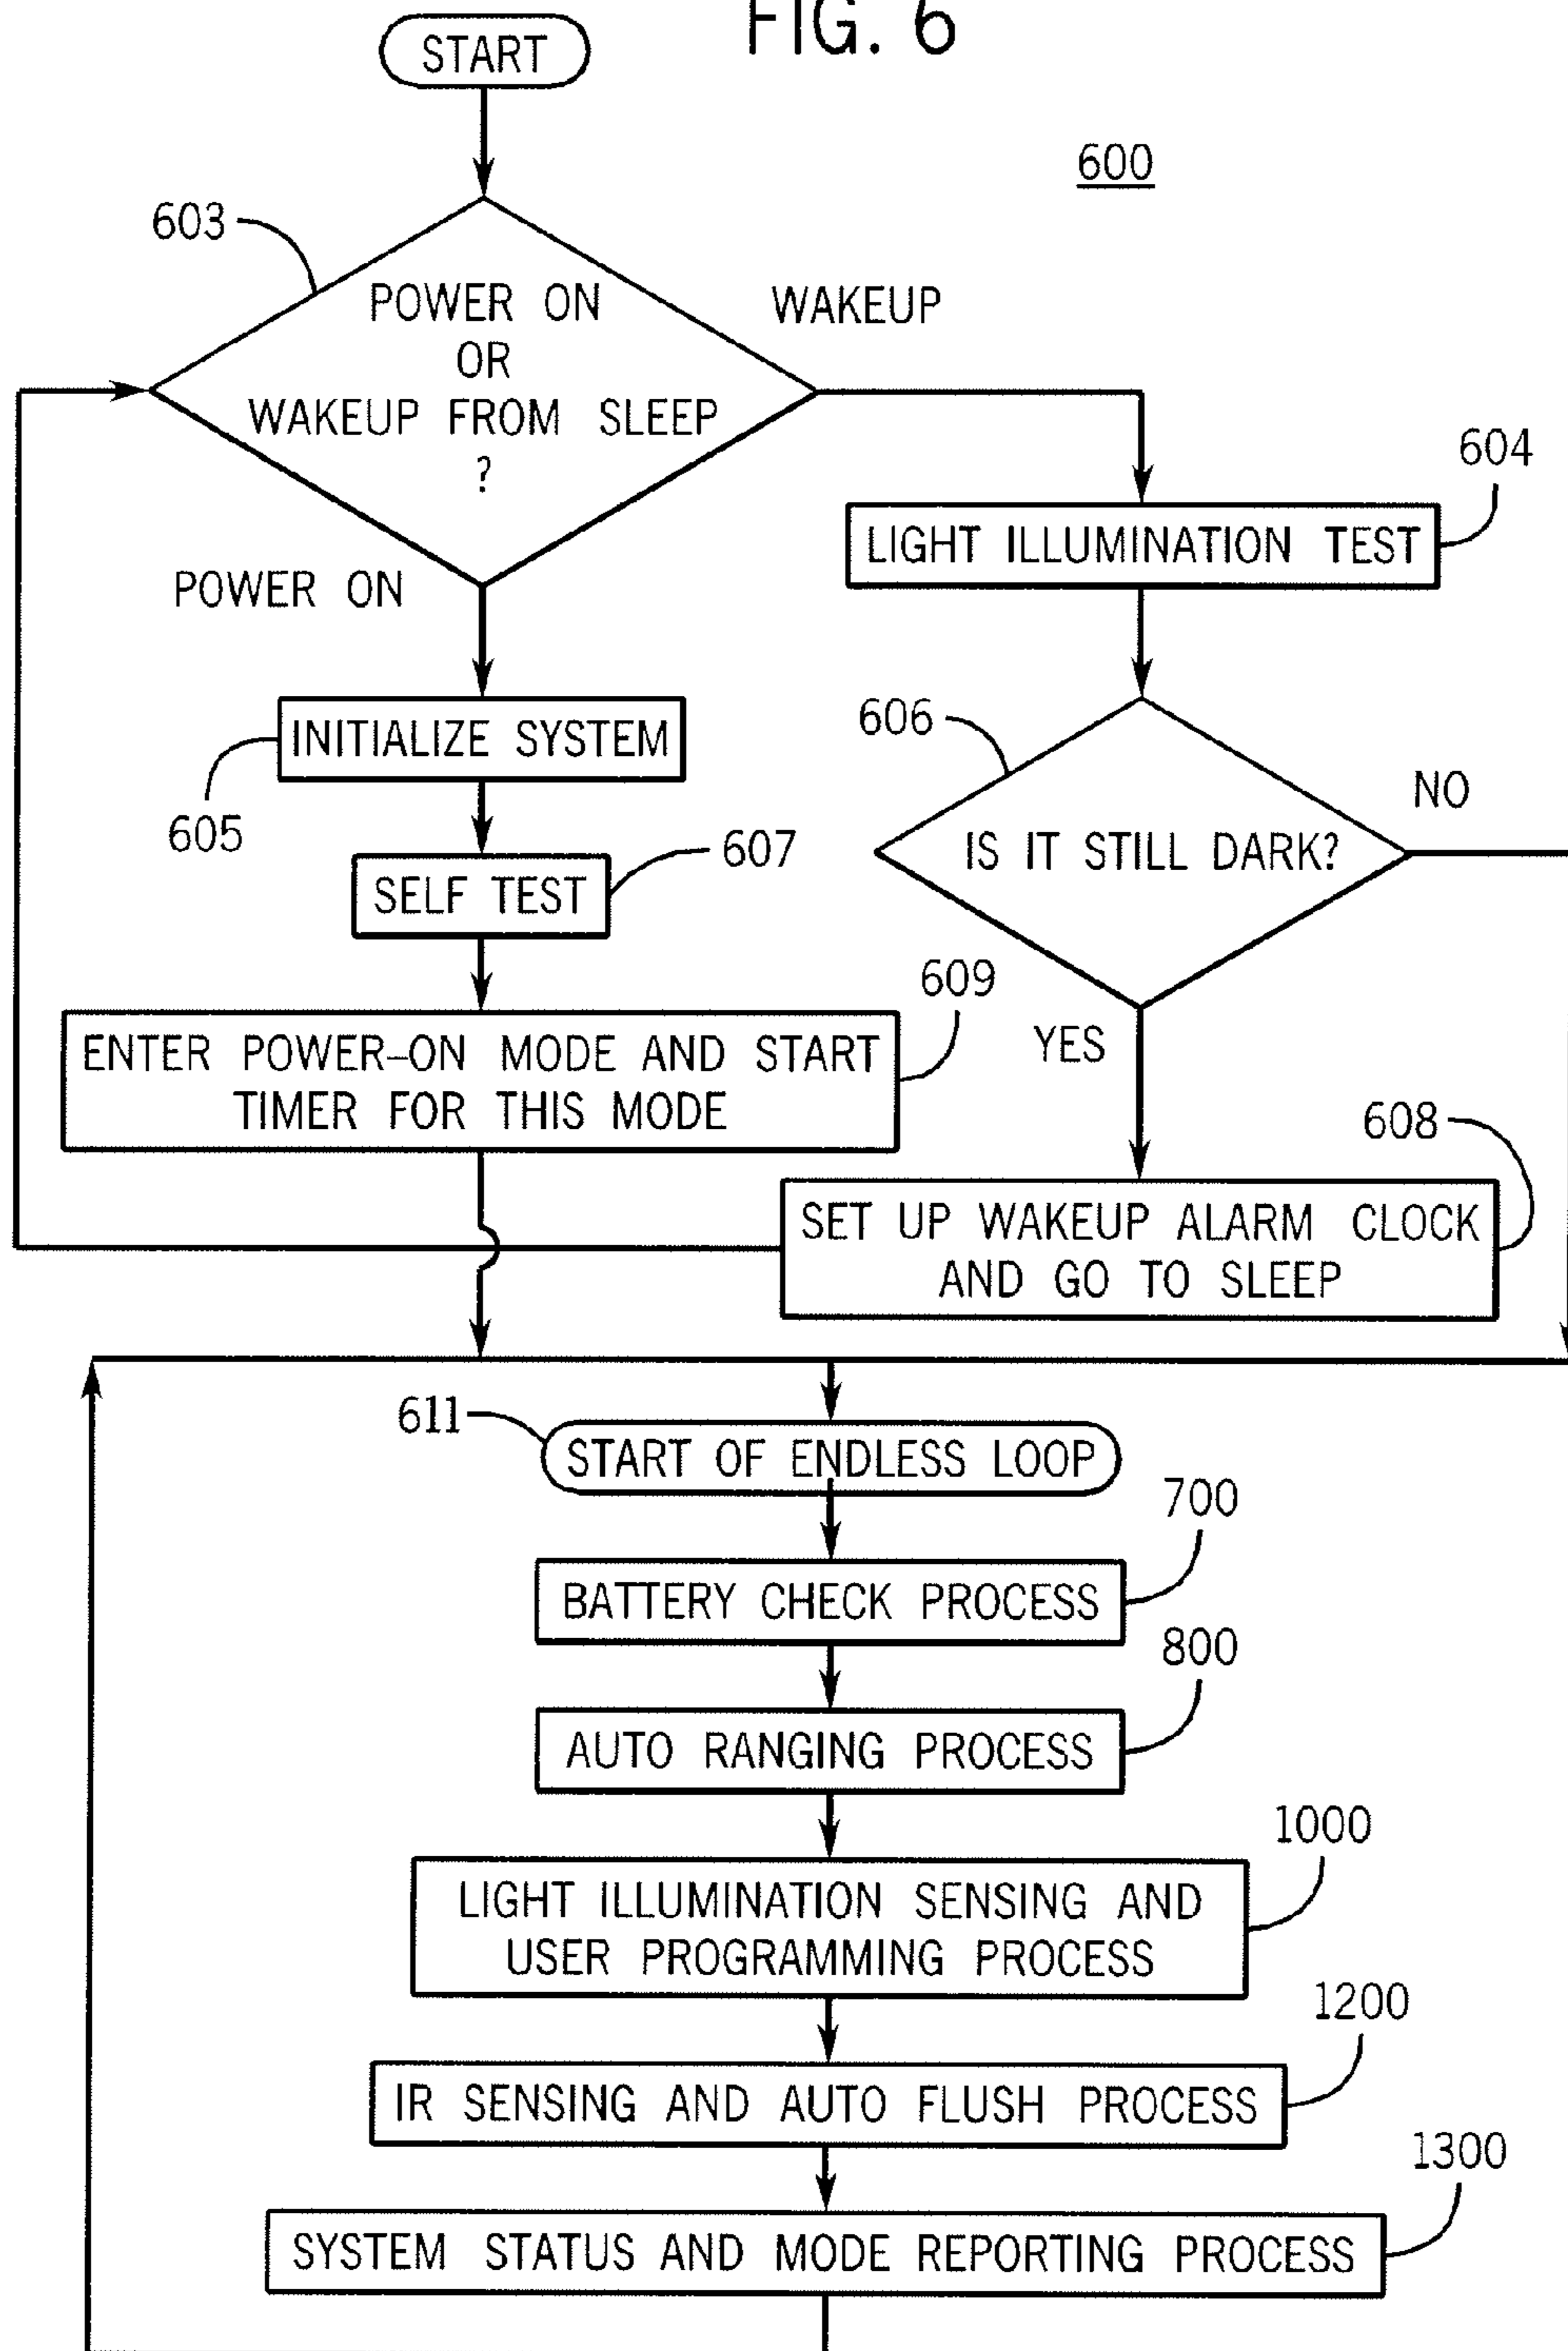 FIG. 6
START
600
603
POWER ON
OR
WAKEUP FROM SLEEP
?
WAKEUP
604
LIGHT ILLUMINATION TEST
POWER ON
606
INITIALIZE SYSTEM
605
NO
IS IT STILL DARK?
607
SELF TEST
609
ENTER POWER-ON MODE AND START
TIMER FOR THIS MODE
YES
608
SET UP WAKEUP ALARM CLOCK
AND GO TO SLEEP
611
START OF ENDLESS LOOP
700
BATTERY CHECK PROCESS
800
AUTO RANGING PROCESS
1000
LIGHT ILLUMINATION SENSING AND
USER PROGRAMMING PROCESS
1200
IR SENSING AND AUTO FLUSH PROCESS
1300
SYSTEM STATUS AND MODE REPORTING PROCESS